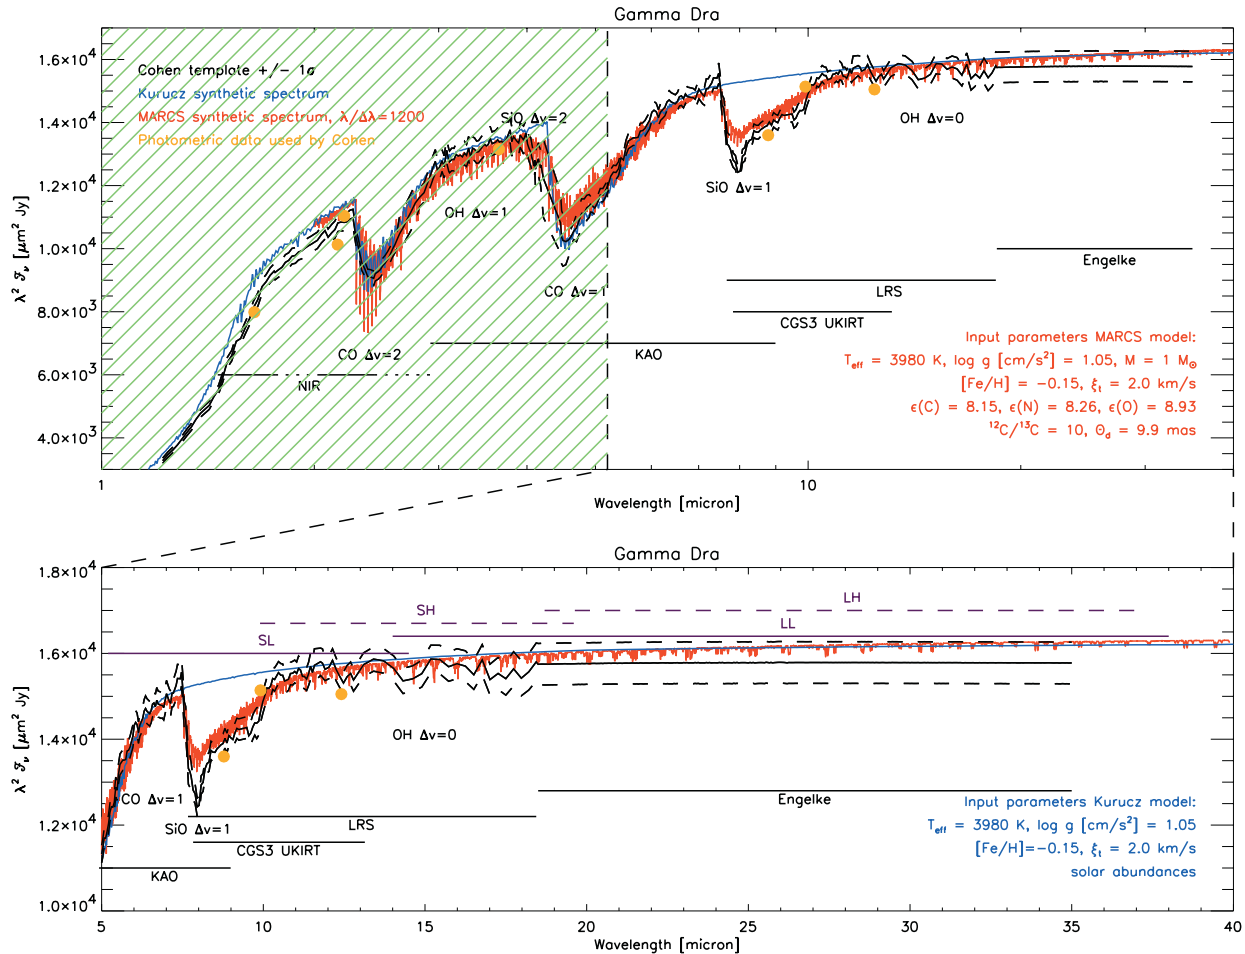 Gamma Dra
λ² ℱν [μm² Jy]
1.6×10⁴
1.4×10⁴
1.2×10⁴
1.0×10⁴
8.0×10³
6.0×10³
4.0×10³
Cohen template +/− 1σ
Kurucz synthetic spectrum
MARCS synthetic spectrum, λ/Δλ=1200
Photometric data used by Cohen
SiO Δv=2
OH Δv=1
CO Δv=1
CO Δv=2
NIR
OH Δv=0
SiO Δv=1
Engelke
LRS
CGS3 UKIRT
KAO
Input parameters MARCS model:
Teff = 3980 K, log g [cm/s²] = 1.05, M = 1 M⊙
[Fe/H] = −0.15, ξt = 2.0 km/s
ϵ(C) = 8.15, ϵ(N) = 8.26, ϵ(O) = 8.93
¹²C/¹³C = 10, Θd = 9.9 mas
1
10
Wavelength [micron]
Gamma Dra
λ² ℱν [μm² Jy]
1.8×10⁴
1.6×10⁴
1.4×10⁴
1.2×10⁴
1.0×10⁴
SH
LH
SL
LL
OH Δv=0
CO Δv=1
SiO Δv=1
LRS
Engelke
CGS3 UKIRT
KAO
Input parameters Kurucz model:
Teff = 3980 K, log g [cm/s²] = 1.05
[Fe/H]=−0.15, ξt = 2.0 km/s
solar abundances
5
10
15
20
25
30
35
40
Wavelength [micron]